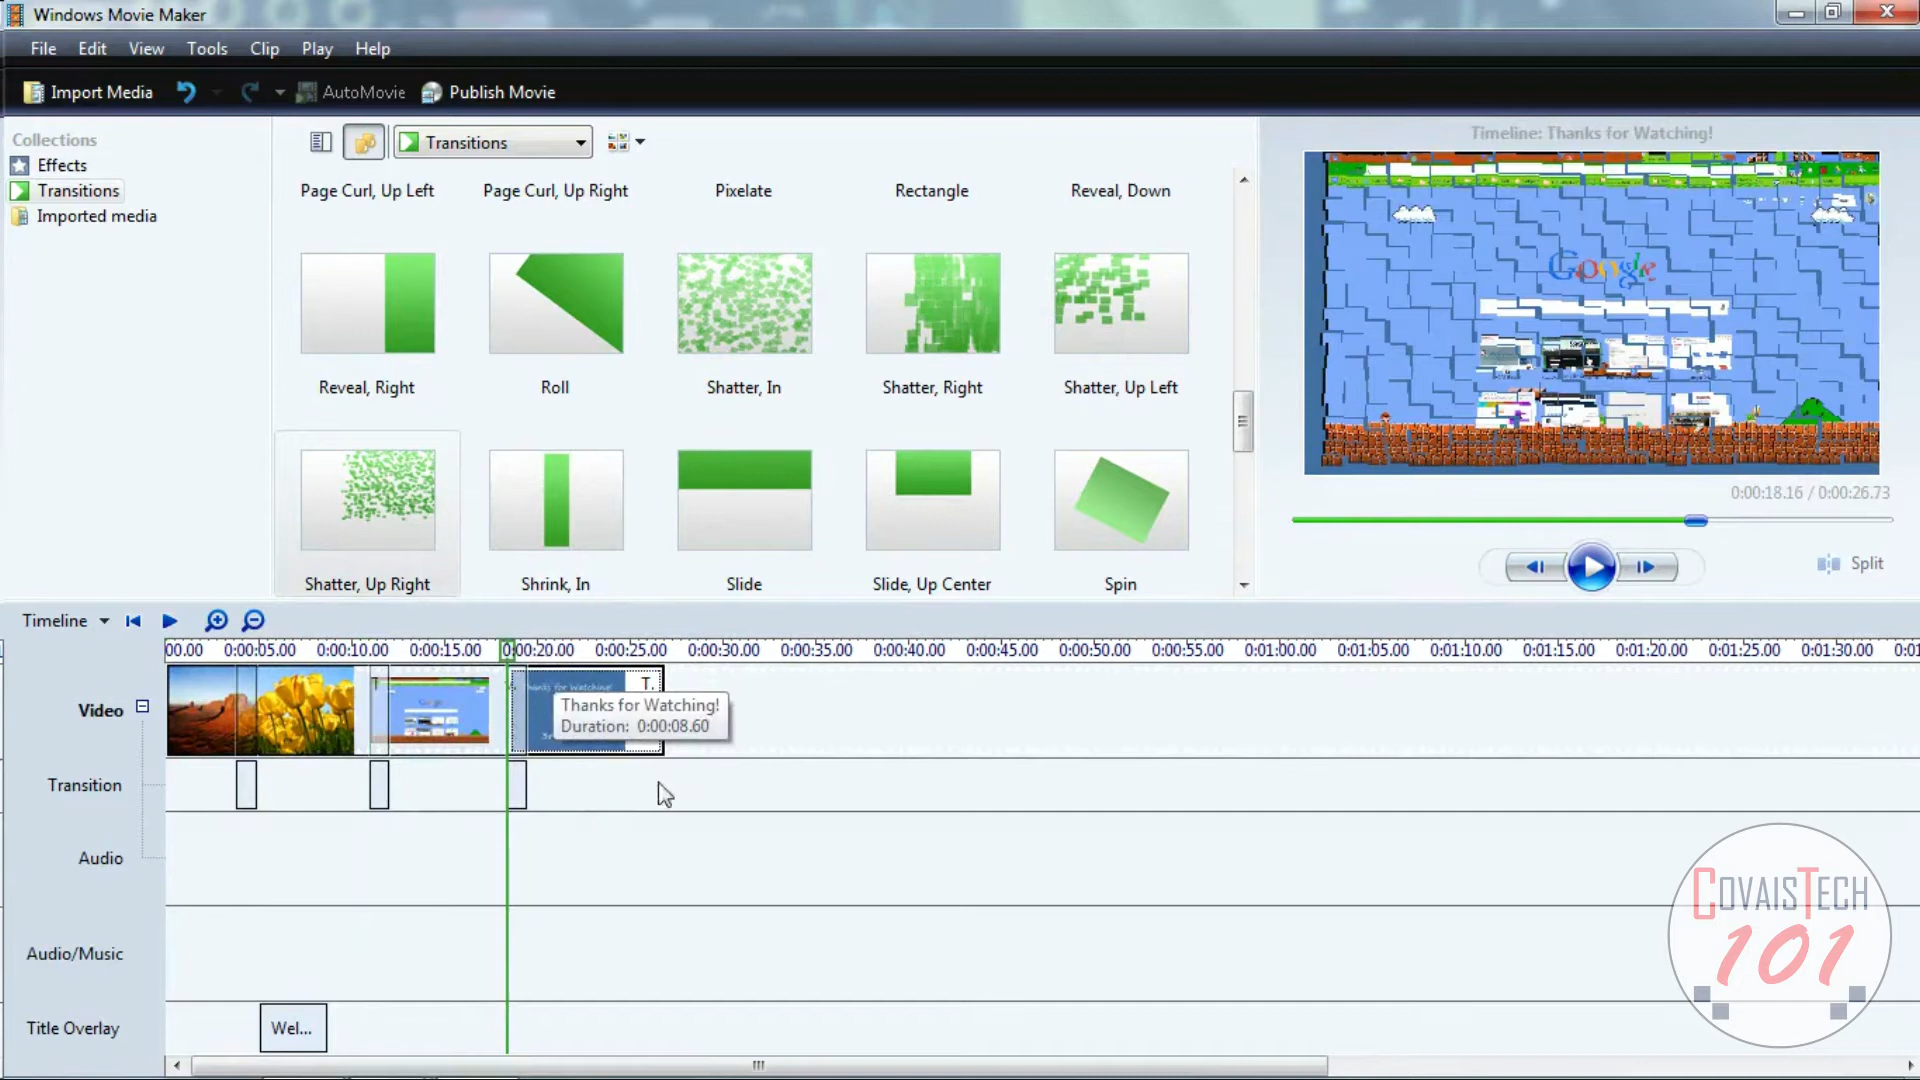 Windows Movie Maker
File Edit View Tools Clip Play Help
Import Media AutoMovie Publish Movie
Collections
Effects
Transitions
Imported media
Transitions
Page Curl, Up Left Page Curl, Up Right Pixelate Rectangle Reveal, Down
Reveal, Right Roll Shatter, In Shatter, Right Shatter, Up Left
Shatter, Up Right Shrink, In Slide Slide, Up Center Spin
Timeline: Thanks for Watching!
Google
0:00:18.16 / 0:00:26.73
Split
Timeline
00.00 0:00:05.00 0:00:10.00 0:00:15.00 0:00:20.00 0:00:25.00 0:00:30.00 0:00:35.00 0:00:40.00 0:00:45.00 0:00:50.00 0:00:55.00 0:01:00.00 0:01:05.00 0:01:10.00 0:01:15.00 0:01:20.00 0:01:25.00 0:01:30.00 0:01
Video
Thanks for Watching!
T.
Thanks for Watching!
Duration: 0:00:08.60
Transition
Audio
Audio/Music
Title Overlay
Wel...
COVAISTECH
101